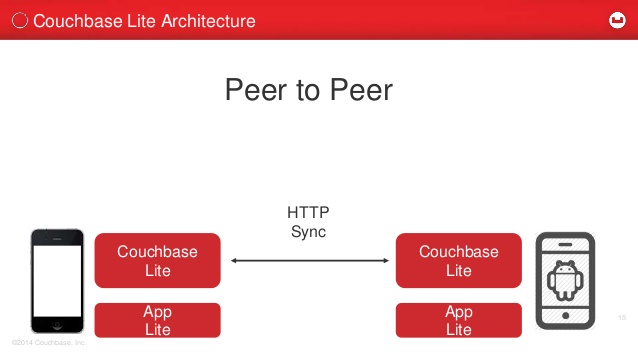 Couchbase Lite Architecture
Peer to Peer
HTTP
Sync
Couchbase
Lite
Couchbase
Lite
App
Lite
App
Lite
15
©2014 Couchbase, Inc.